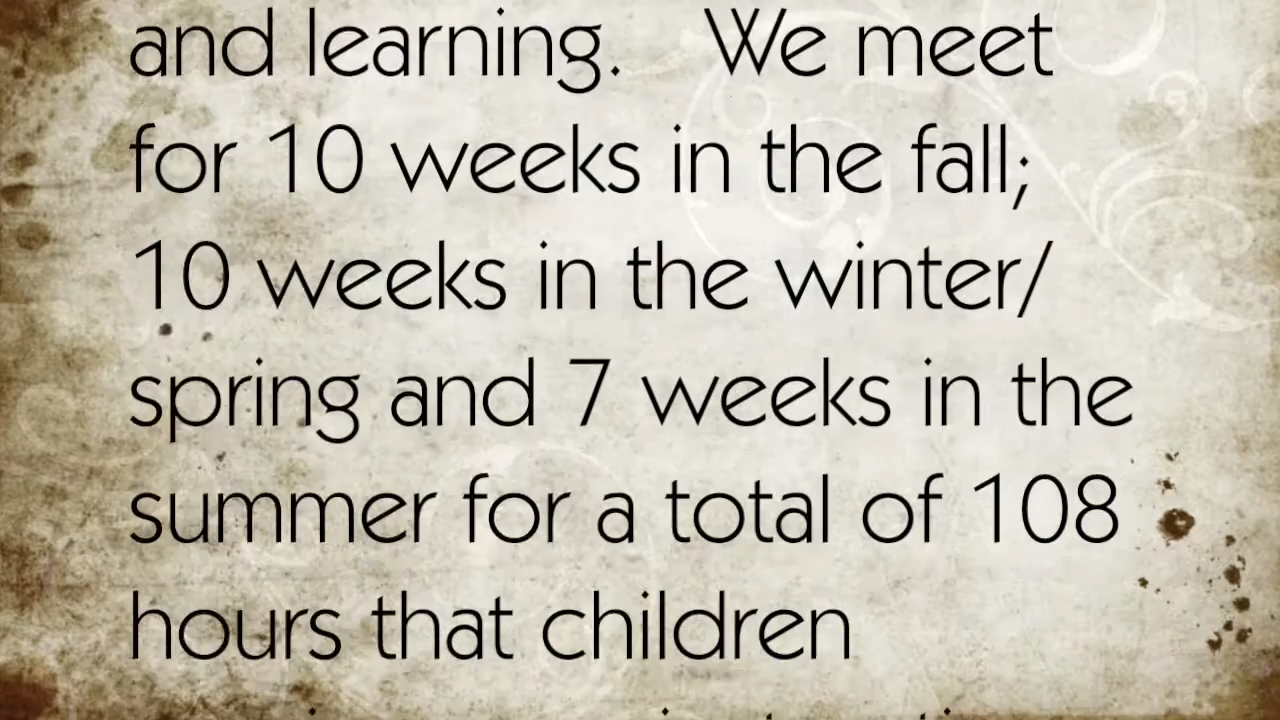 and learning.   We meet
for 10 weeks in the fall;
10 weeks in the winter/
spring and 7 weeks in the
summer for a total of 108
hours that children